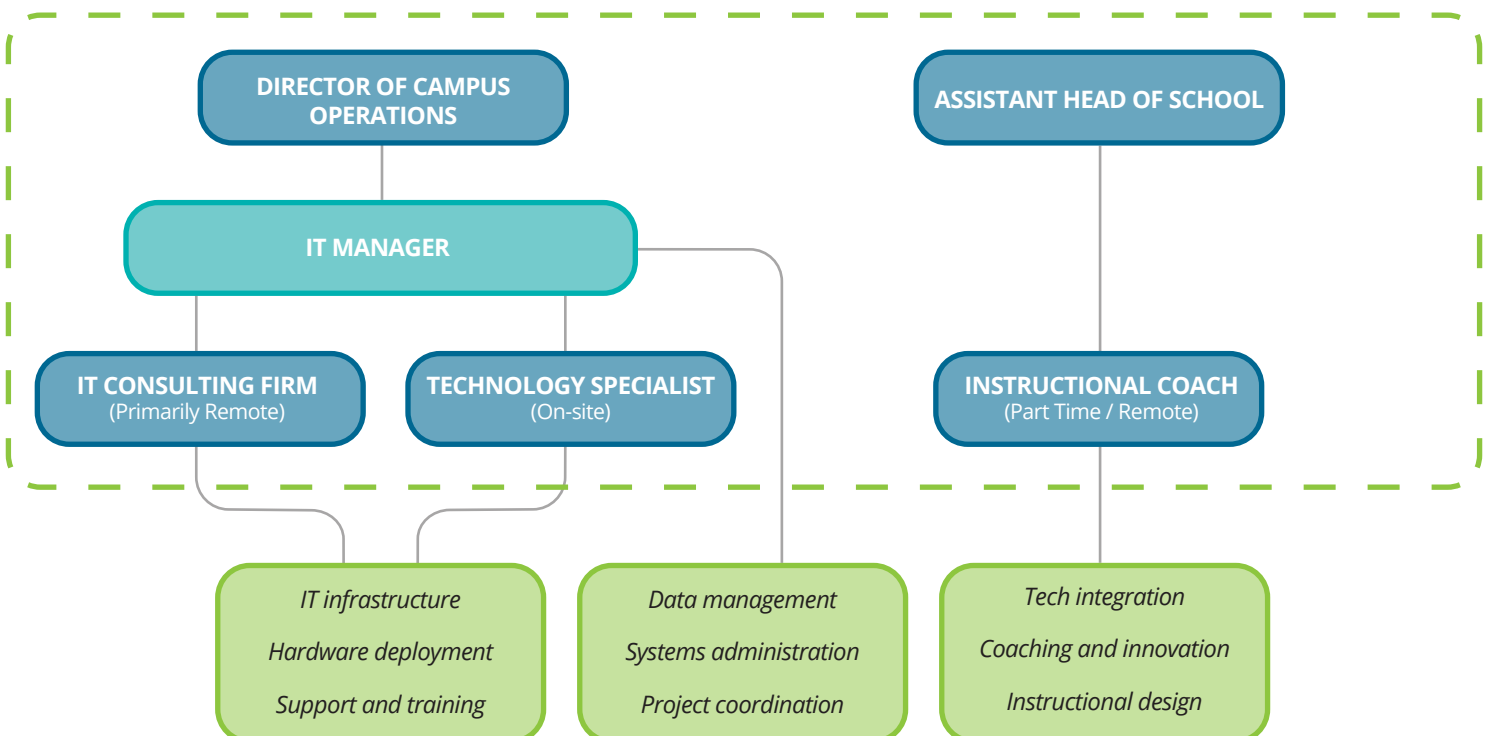 DIRECTOR OF CAMPUS
OPERATIONS
ASSISTANT HEAD OF SCHOOL
IT MANAGER
IT CONSULTING FIRM
(Primarily Remote)
TECHNOLOGY SPECIALIST
(On-site)
INSTRUCTIONAL COACH
(Part Time / Remote)
IT infrastructure
Hardware deployment
Support and training
Data management
Systems administration
Project coordination
Tech integration
Coaching and innovation
Instructional design